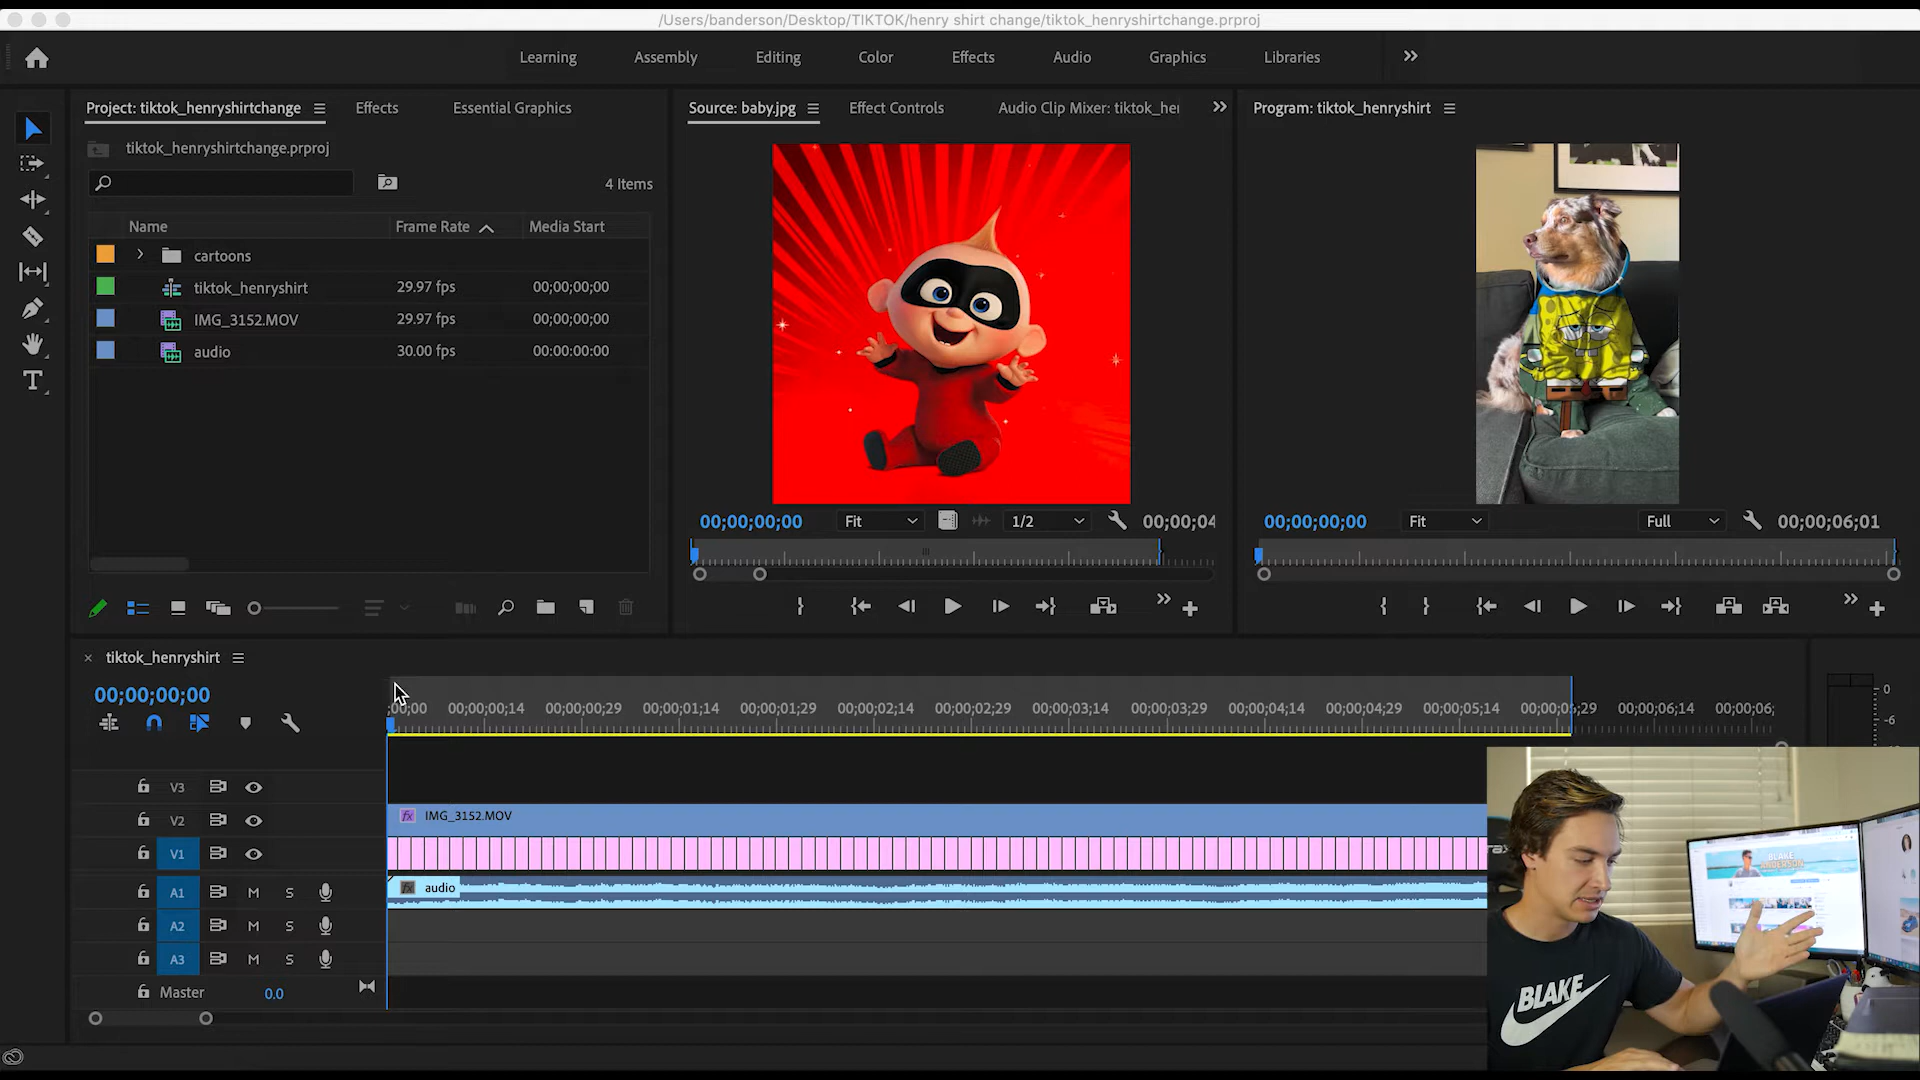 /Users/banderson/Desktop/TIKTOK/henry shirt change/tiktok_henryshirtchange.prproj
Learning Assembly Editing Color Effects Audio Graphics Libraries
Project: tiktok_henryshirtchange Effects Essential Graphics
tiktok_henryshirtchange.prproj
4 Items
Name Frame Rate Media Start
cartoons
tiktok_henryshirt 29.97 fps 00;00;00;00
IMG_3152.MOV 29.97 fps 00;00;00;00
audio 30.00 fps 00:00:00:00
Source: baby.jpg Effect Controls Audio Clip Mixer: tiktok_her
00;00;00;00 Fit 1/2 00;00;04
Program: tiktok_henryshirt
00;00;00;00 Fit Full 00;00;06;01
tiktok_henryshirt
00;00;00;00
;00;00 00;00;00;14 00;00;00;29 00;00;01;14 00;00;01;29 00;00;02;14 00;00;02;29 00;00;03;14 00;00;03;29 00;00;04;14 00;00;04;29 00;00;05;14 00;00;05;29 00;00;06;14 00;00;06;
V3
V2 IMG_3152.MOV
V1
A1 M S audio
A2 M S
A3 M S
Master 0.0
0
-6
BLAKE
ANDERSON
BLAKE